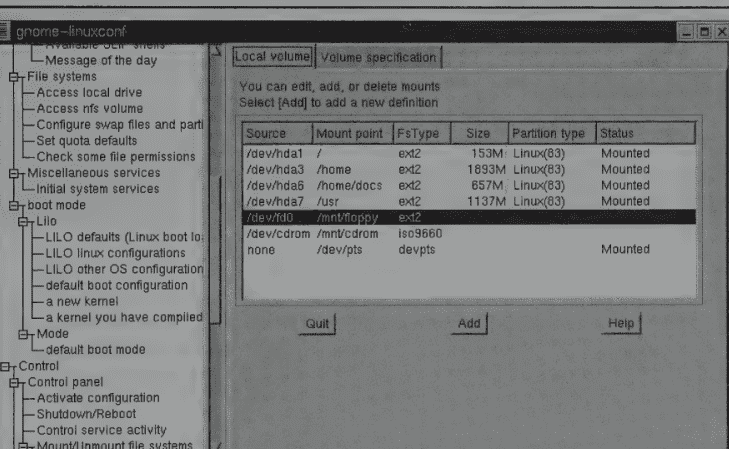 gnome-linuxconf
Available SLIP shells
Message of the day
File systems
Access local drive
Access nfs volume
Configure swap files and parti
Set quota defaults
Check some file permissions
Miscellaneous services
Initial system services
boot mode
Lilo
LILO defaults (Linux boot lo
LILO linux configurations
LILO other OS configuration
default boot configuration
a new kernel
a kernel you have compiled
Mode
default boot mode
Control
Control panel
Activate configuration
Shutdown/Reboot
Control service activity
Mount/Unmount file systems
Local volume Volume specification
You can edit, add, or delete mounts
Select [Add] to add a new definition
Source Mount point FsType Size Partition type Status
/dev/hda1 / ext2 153M Linux(83) Mounted
/dev/hda3 /home ext2 1893M Linux(83) Mounted
/dev/hda6 /home/docs ext2 657M Linux(83) Mounted
/dev/hda7 /usr ext2 1137M Linux(83) Mounted
/dev/fd0 /mnt/floppy ext2
/dev/cdrom /mnt/cdrom iso9660
none /dev/pts devpts Mounted
Quit Add Help